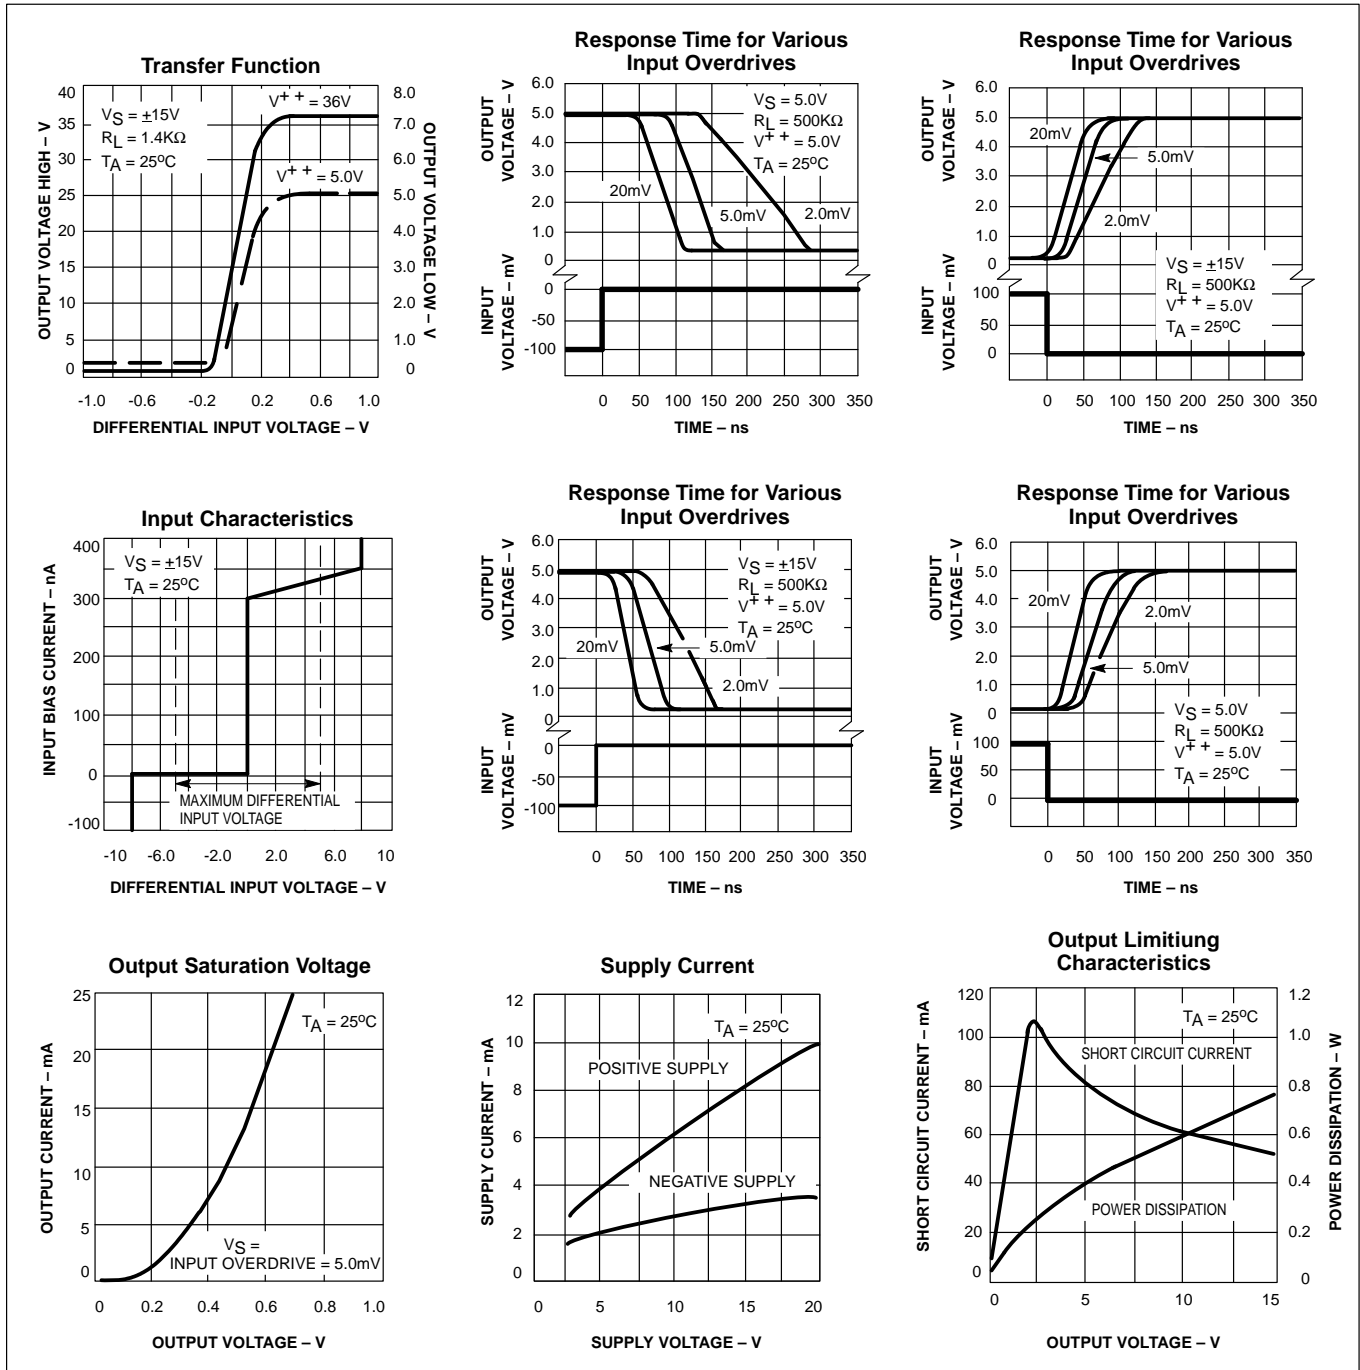 Transfer Function
OUTPUT VOLTAGE HIGH – V
40
35
30
25
20
15
10
5
0
VS = ±15V
RL = 1.4KΩ
TA = 25ºC
V++ = 36V
V++ = 5.0V
8.0
7.0
6.0
5.0
4.0
3.0
2.0
1.0
0
OUTPUT VOLTAGE LOW – V
-1.0 -0.6 -0.2 0.2 0.6 1.0
DIFFERENTIAL INPUT VOLTAGE – V
Response Time for Various
Input Overdrives
OUTPUT
VOLTAGE – V
6.0
5.0
4.0
3.0
2.0
1.0
0
VS = 5.0V
RL = 500KΩ
V++ = 5.0V
TA = 25ºC
20mV
5.0mV
2.0mV
INPUT
VOLTAGE – mV
0
-50
-100
0 50 100 150 200 250 300 350
TIME – ns
Response Time for Various
Input Overdrives
OUTPUT
VOLTAGE – V
6.0
5.0
4.0
3.0
2.0
1.0
0
20mV
5.0mV
2.0mV
VS = ±15V
RL = 500KΩ
V++ = 5.0V
TA = 25ºC
INPUT
VOLTAGE – mV
100
50
0
0 50 100 150 200 250 300 350
TIME – ns
Input Characteristics
INPUT BIAS CURRENT – nA
400
300
200
100
0
-100
VS = ±15V
TA = 25ºC
MAXIMUM DIFFERENTIAL
INPUT VOLTAGE
-10 -6.0 -2.0 2.0 6.0 10
DIFFERENTIAL INPUT VOLTAGE – V
Response Time for Various
Input Overdrives
OUTPUT
VOLTAGE – V
6.0
5.0
4.0
3.0
2.0
1.0
0
VS = ±15V
RL = 500KΩ
V++ = 5.0V
TA = 25ºC
20mV
5.0mV
2.0mV
INPUT
VOLTAGE – mV
0
-50
-100
0 50 100 150 200 250 300 350
TIME – ns
Response Time for Various
Input Overdrives
OUTPUT
VOLTAGE – V
6.0
5.0
4.0
3.0
2.0
1.0
0
20mV
2.0mV
5.0mV
VS = 5.0V
RL = 500KΩ
V++ = 5.0V
TA = 25ºC
INPUT
VOLTAGE – mV
100
50
0
0 50 100 150 200 250 300 350
TIME – ns
Output Saturation Voltage
OUTPUT CURRENT – mA
25
20
15
10
5
0
TA = 25ºC
VS =
INPUT OVERDRIVE = 5.0mV
0 0.2 0.4 0.6 0.8 1.0
OUTPUT VOLTAGE – V
Supply Current
SUPPLY CURRENT – mA
12
10
8
6
4
2
0
TA = 25ºC
POSITIVE SUPPLY
NEGATIVE SUPPLY
0 5 10 15 20
SUPPLY VOLTAGE – V
Output Limitiung
Characteristics
SHORT CIRCUIT CURRENT – mA
120
100
80
60
40
20
0
TA = 25ºC
SHORT CIRCUIT CURRENT
POWER DISSIPATION
1.2
1.0
0.8
0.6
0.4
0.2
0
POWER DISSIPATION – W
0 5 10 15
OUTPUT VOLTAGE – V